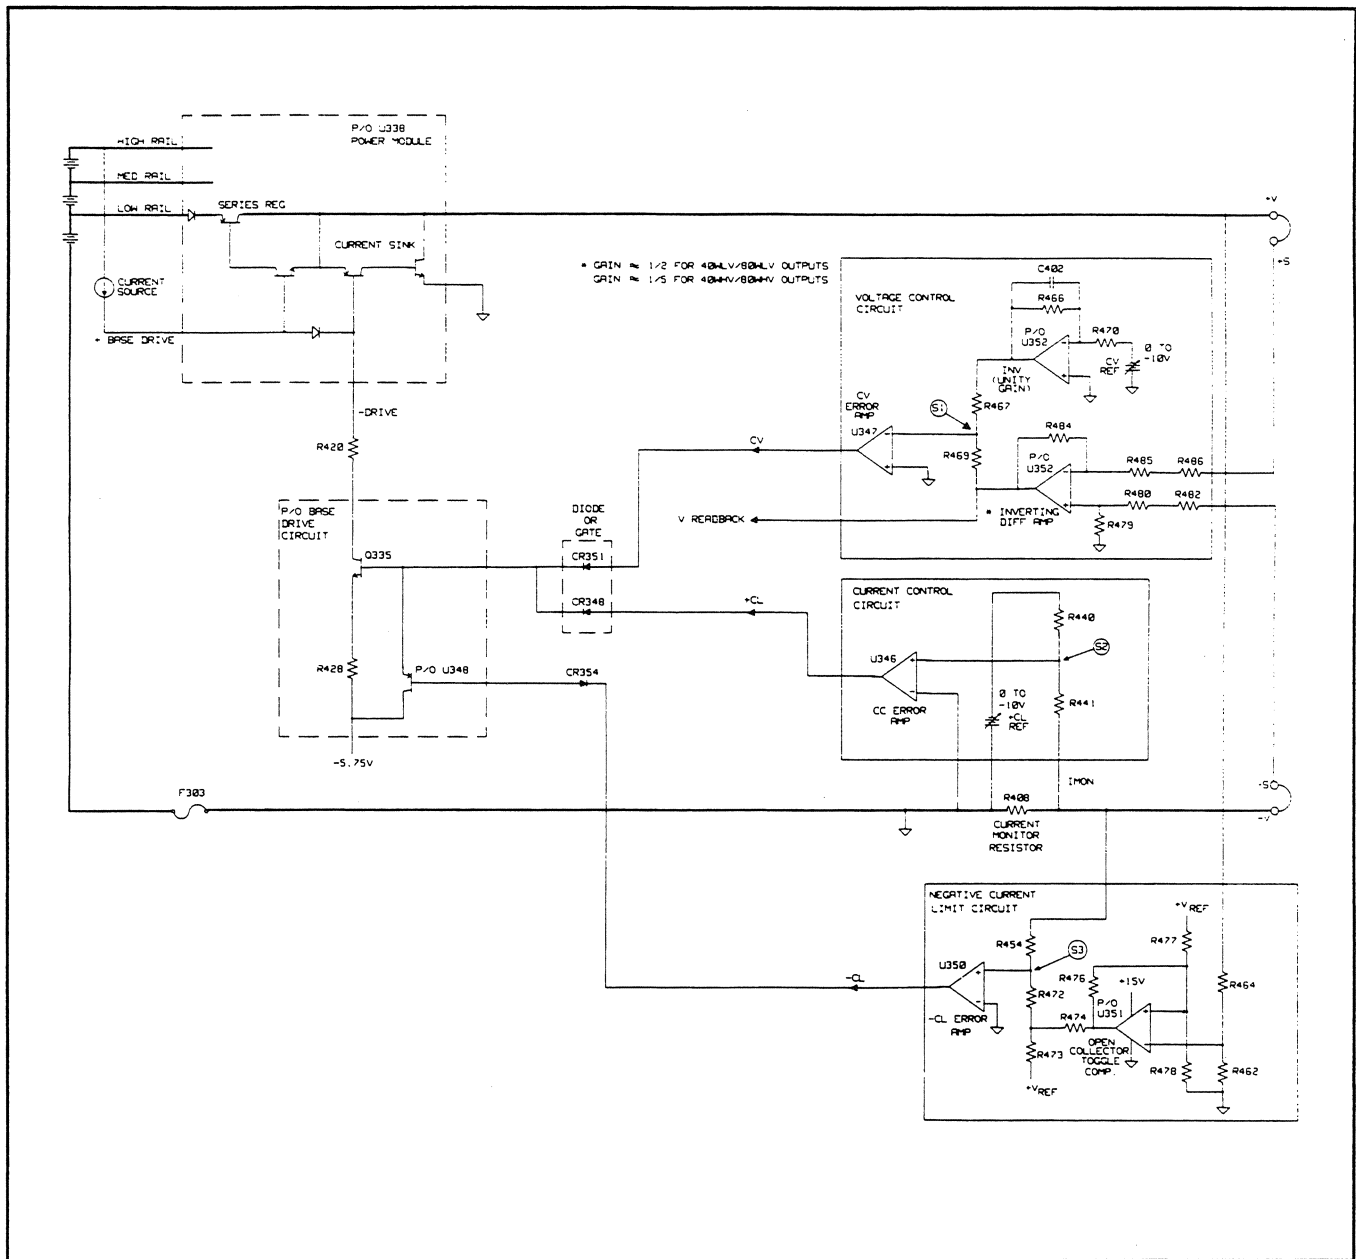 P/O U338
POWER MODULE
HIGH RAIL
MED RAIL
LOW RAIL
SERIES REG
CURRENT SINK
CURRENT
SOURCE
+ BASE DRIVE
* GAIN ≈ 1/2 FOR 40WLV/80WLV OUTPUTS
GAIN ≈ 1/5 FOR 40WHV/80WHV OUTPUTS
+V
+S
VOLTAGE CONTROL
CIRCUIT
C402
R466
P/O
U352
R470
0 TO
-10V
CV
REF
INV
(UNITY
GAIN)
R467
CV
ERROR
AMP
S1
U347
R469
R484
P/O
U352
R485
R486
R480
R482
* INVERTING
DIFF AMP
R479
CV
V READBACK
-DRIVE
R420
P/O BASE
DRIVE
CIRCUIT
DIODE
OR
GATE
Q335
CR351
CR348
+CL
R428
P/O U348
CR354
-5.75V
CURRENT CONTROL
CIRCUIT
R440
U346
S2
0 TO
-10V
+CL
REF
R441
CC ERROR
AMP
IMON
F303
R408
CURRENT
MONITOR
RESISTOR
-S
-V
NEGATIVE CURRENT
LIMIT CIRCUIT
+VREF
R454
R477
U350
S3
R476
+15V
R464
-CL
R472
P/O
U351
R474
-CL ERROR
AMP
R473
OPEN
COLLECTOR
TOGGLE
COMP.
R478
R462
+VREF